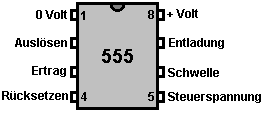 0 Volt 1 8 + Volt
Auslösen Entladung
555
Ertrag Schwelle
Rücksetzen 4 5 Steuerspannung